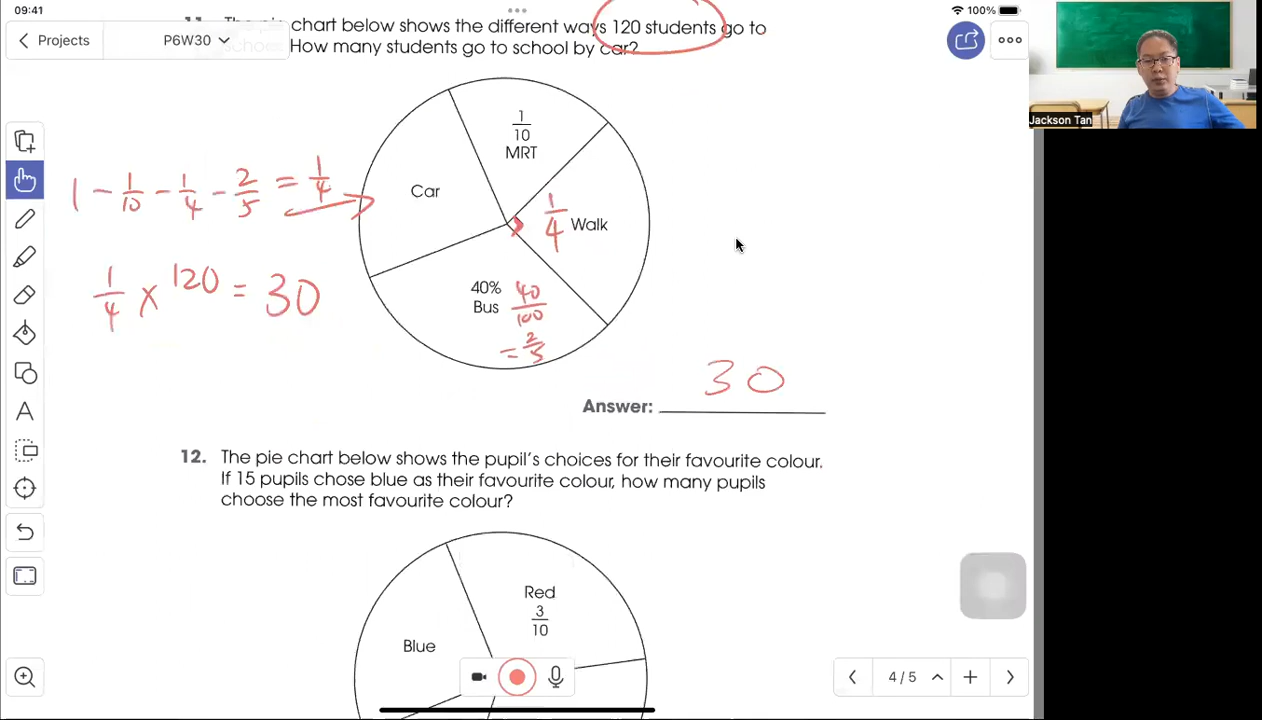 09:41
100%
Projects
P6W30
The pie chart below shows the different ways 120 students go to
How many students go to school by car?
1/10
MRT
Car
1/4 Walk
40%
Bus
40/100
= 2/5
1 - 1/10 - 1/4 - 2/5 = 1/4
1/4 x 120 = 30
30
Answer:
12. The pie chart below shows the pupil's choices for their favourite colour.
If 15 pupils chose blue as their favourite colour, how many pupils
choose the most favourite colour?
Red
3/10
Blue
Jackson Tan
A
4 / 5